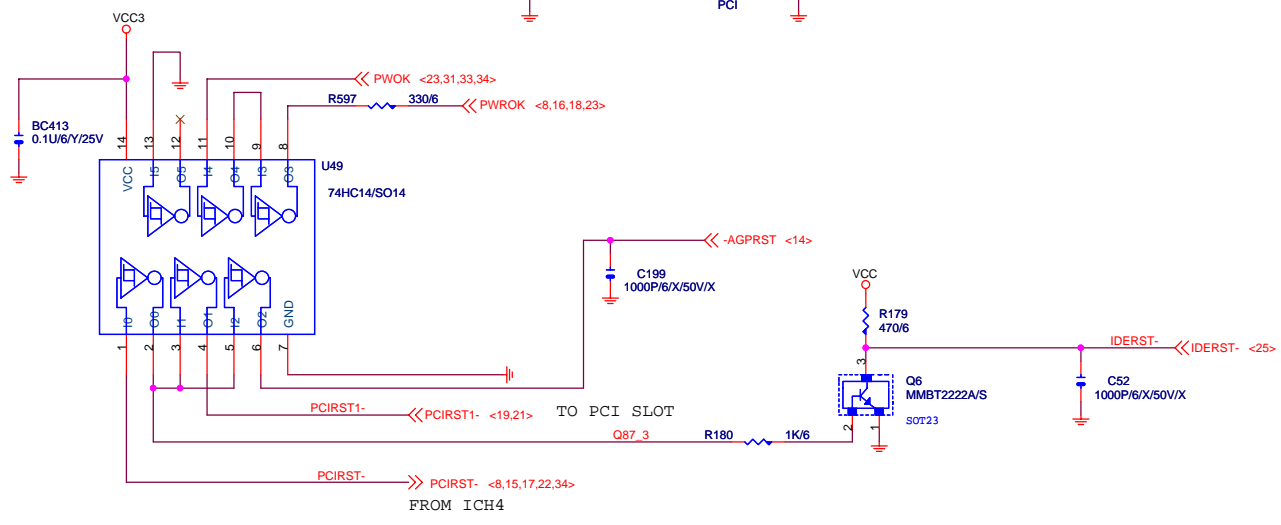 PCI
VCC3
PWOK <23,31,33,34>
R597 330/6 PWROK <8,16,18,23>
BC413
0.1U/6/Y/25V
14 13 12 11 10 9 8
VCC I5 O5 I4 O4 I3 O3
U49
74HC14/SO14
-AGPRST <14>
C199
1000P/6/X/50V/X
VCC
R179
470/6
I0 O0 I1 O1 I2 O2 GND
1 2 3 4 5 6 7
IDERST- IDERST- <25>
3
Q6
MMBT2222A/S
SOT23
C52
1000P/6/X/50V/X
2 1
PCIRST1- PCIRST1- <19,21> TO PCI SLOT
Q87_3 R180 1K/6
PCIRST- PCIRST- <8,15,17,22,34>
FROM ICH4